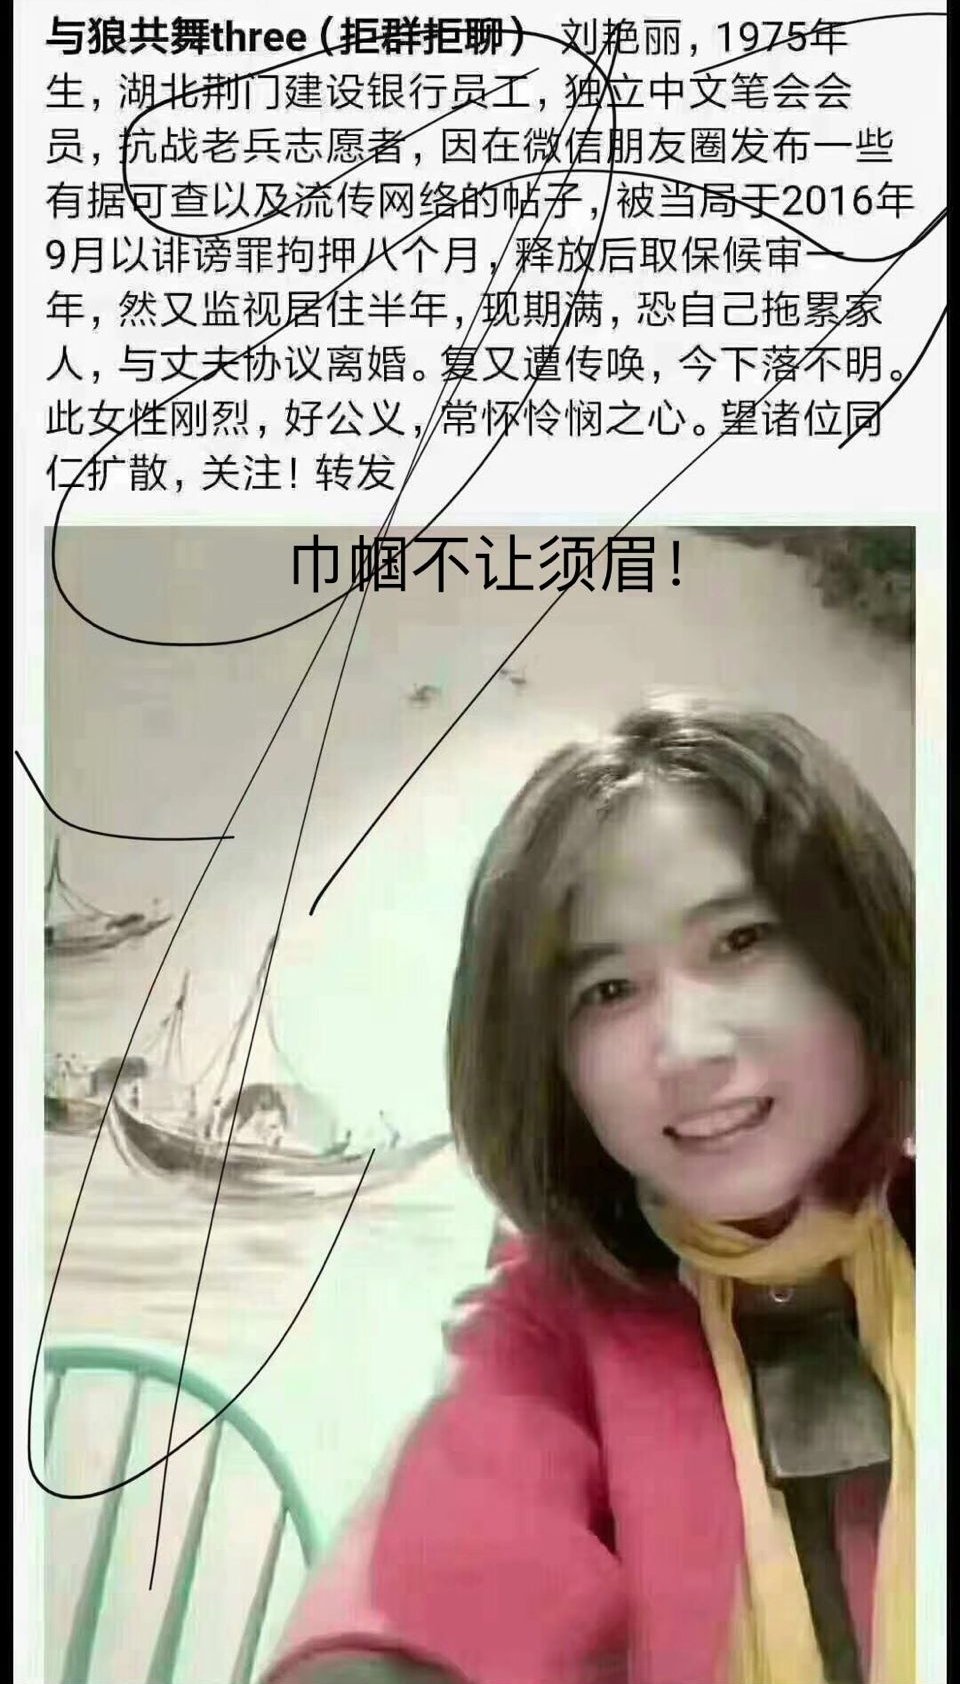 与狼共舞three（拒群拒聊） 刘艳丽，1975年
生，湖北荆门建设银行员工，独立中文笔会会
员，抗战老兵志愿者，因在微信朋友圈发布一些
有据可查以及流传网络的帖子，被当局于2016年
9月以诽谤罪拘押八个月，释放后取保候审一
年，然又监视居住半年，现期满，恐自己拖累家
人，与丈夫协议离婚。复又遭传唤，今下落不明。
此女性刚烈，好公义，常怀怜悯之心。望诸位同
仁扩散，关注！转发
巾帼不让须眉！